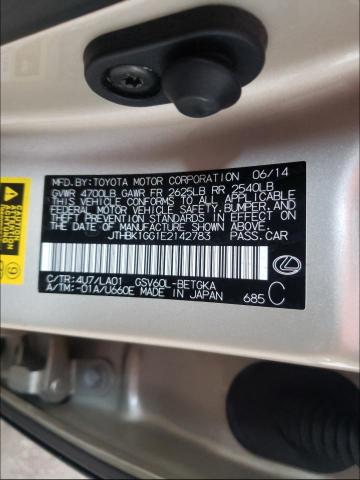 MFD.BY:TOYOTA MOTOR CORPORATION 06/14
GVWR 4700LB GAWR FR 2625LB RR 2540LB
THIS VEHICLE CONFORMS TO ALL APPLICABLE
FEDERAL MOTOR VEHICLE SAFETY, BUMPER, AND
THEFT PREVENTION STANDARDS IN EFFECT ON
THE DATE OF MANUFACTURE SHOWN ABOVE.
JTHBK1GG1E2142783 PASS.CAR
C/TR:4U7/LA01 GSV60L-BETGKA
A/TM:-01A/U660E MADE IN JAPAN 685 C
CAUTION